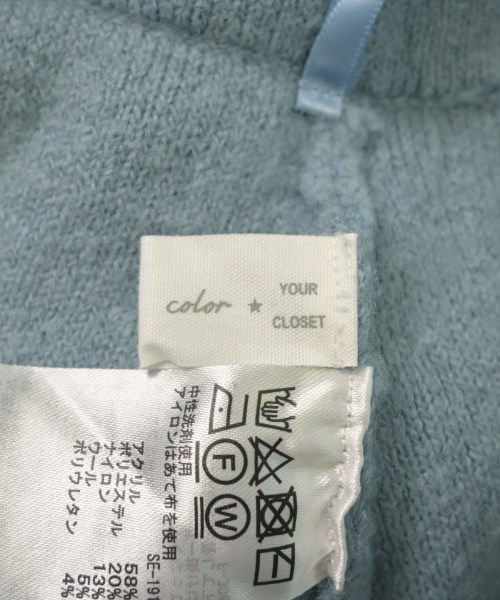 color ★ YOUR CLOSET
中性洗剤使用
アイロンはあて布を使用
アクリル 58%
ポリエステル 20%
ナイロン 13%
ウール 5%
ポリウレタン 4%
SE-191
F
W